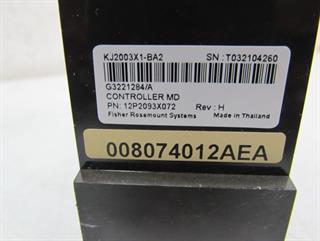 KJ2003X1-BA2 SN : T032104260
G3221284/A
CONTROLLER MD
PN: 12P2093X072 Rev : H
Fisher Rosemount Systems Made in Thailand
008074012AEA